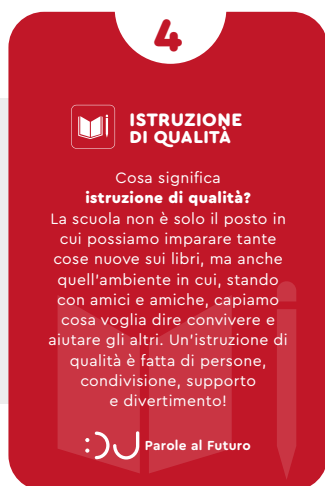 4
ISTRUZIONE
DI QUALITÀ
Cosa significa
istruzione di qualità?
La scuola non è solo il posto in
cui possiamo imparare tante
cose nuove sui libri, ma anche
quell'ambiente in cui, stando
con amici e amiche, capiamo
cosa voglia dire convivere e
aiutare gli altri. Un'istruzione di
qualità è fatta di persone,
condivisione, supporto
e divertimento!
Parole al Futuro